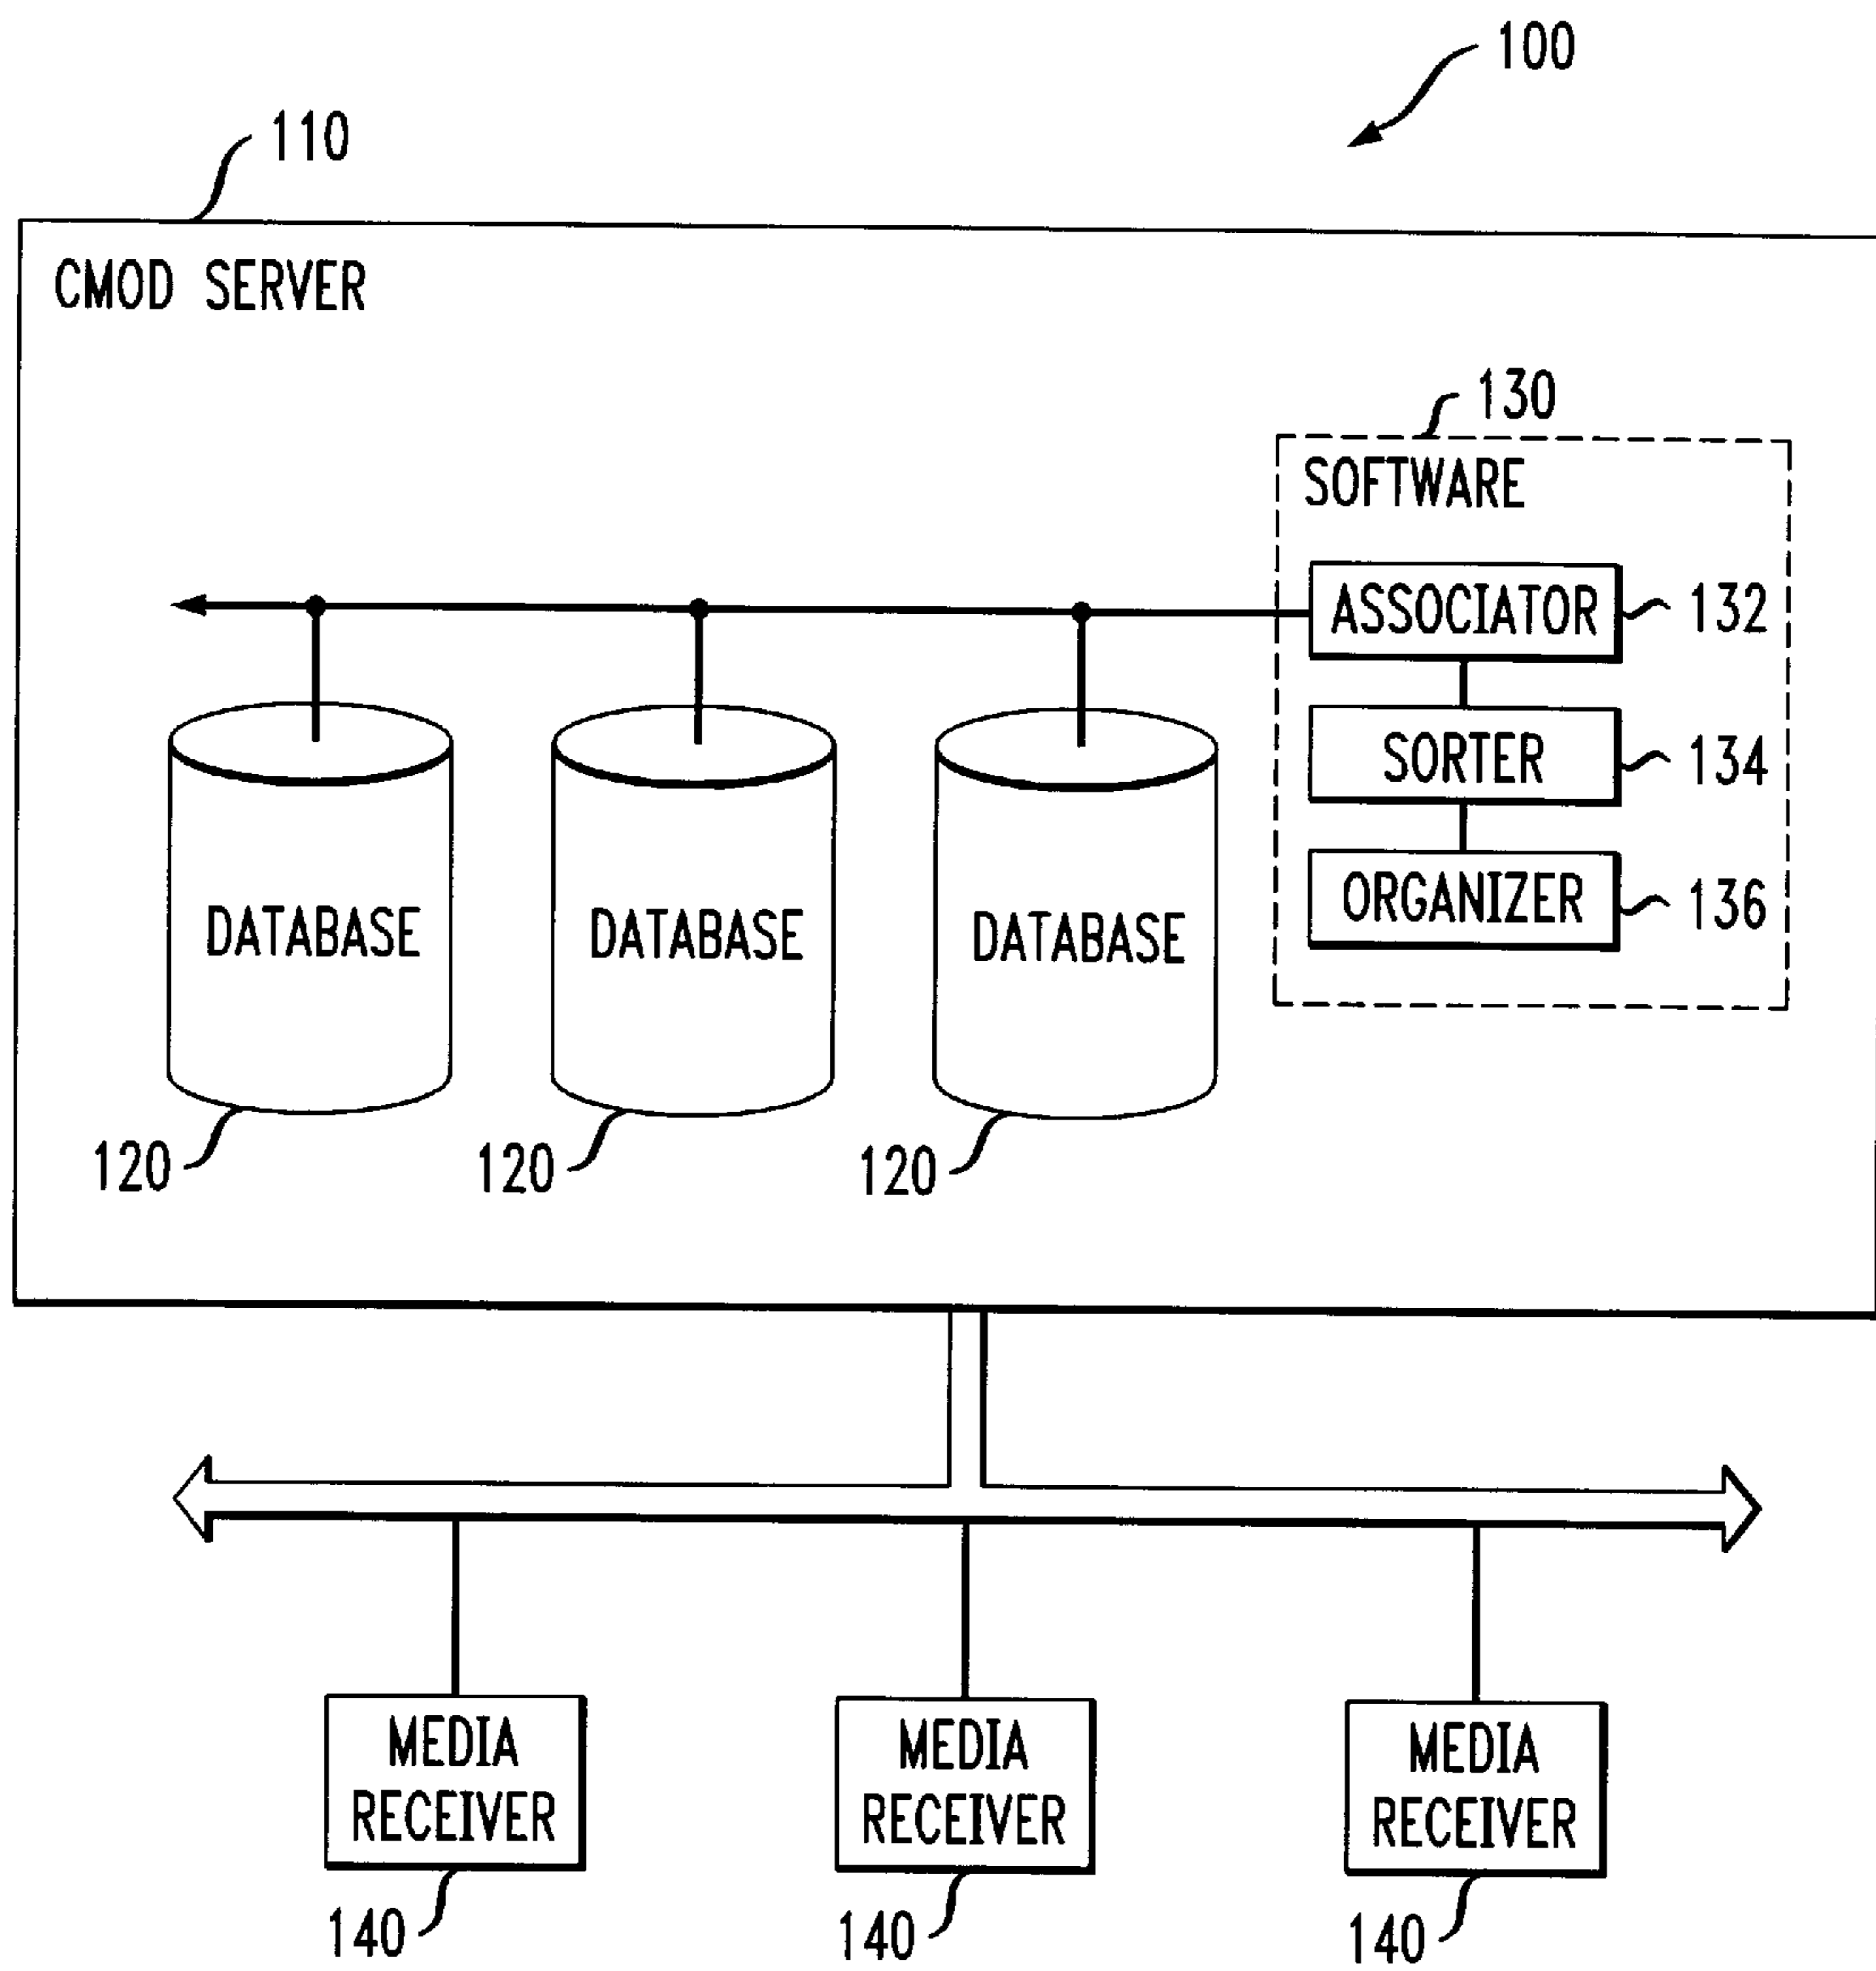 100
110
CMOD SERVER
130
SOFTWARE
ASSOCIATOR 132
SORTER 134
ORGANIZER 136
DATABASE DATABASE DATABASE
120 120 120
MEDIA RECEIVER
MEDIA RECEIVER
MEDIA RECEIVER
140 140 140